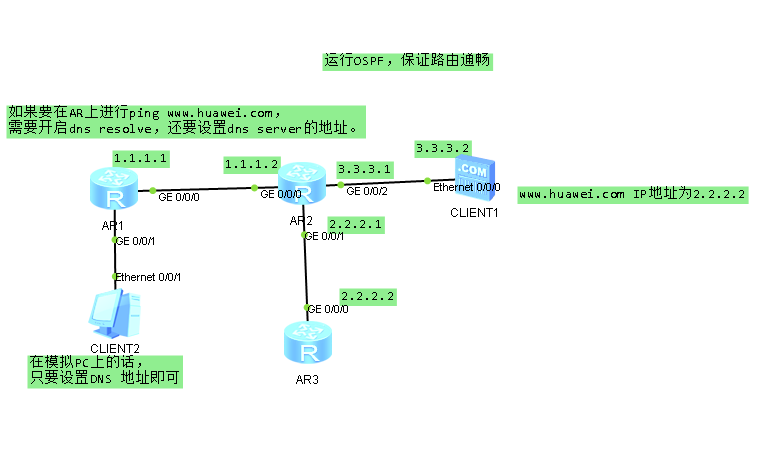 运行OSPF，保证路由通畅
如果要在AR上进行ping www.huawei.com，
需要开启dns resolve，还要设置dns server的地址。
1.1.1.1
1.1.1.2
3.3.3.1
3.3.3.2
.COM
R
R
GE 0/0/0
GE 0/0/0
GE 0/0/2
Ethernet 0/0/0
www.huawei.com IP地址为2.2.2.2
AR1
AR2
CLIENT1
2.2.2.1
GE 0/0/1
GE 0/0/1
Ethernet 0/0/1
2.2.2.2
GE 0/0/0
R
CLIENT2
AR3
在模拟PC上的话，
只要设置DNS 地址即可